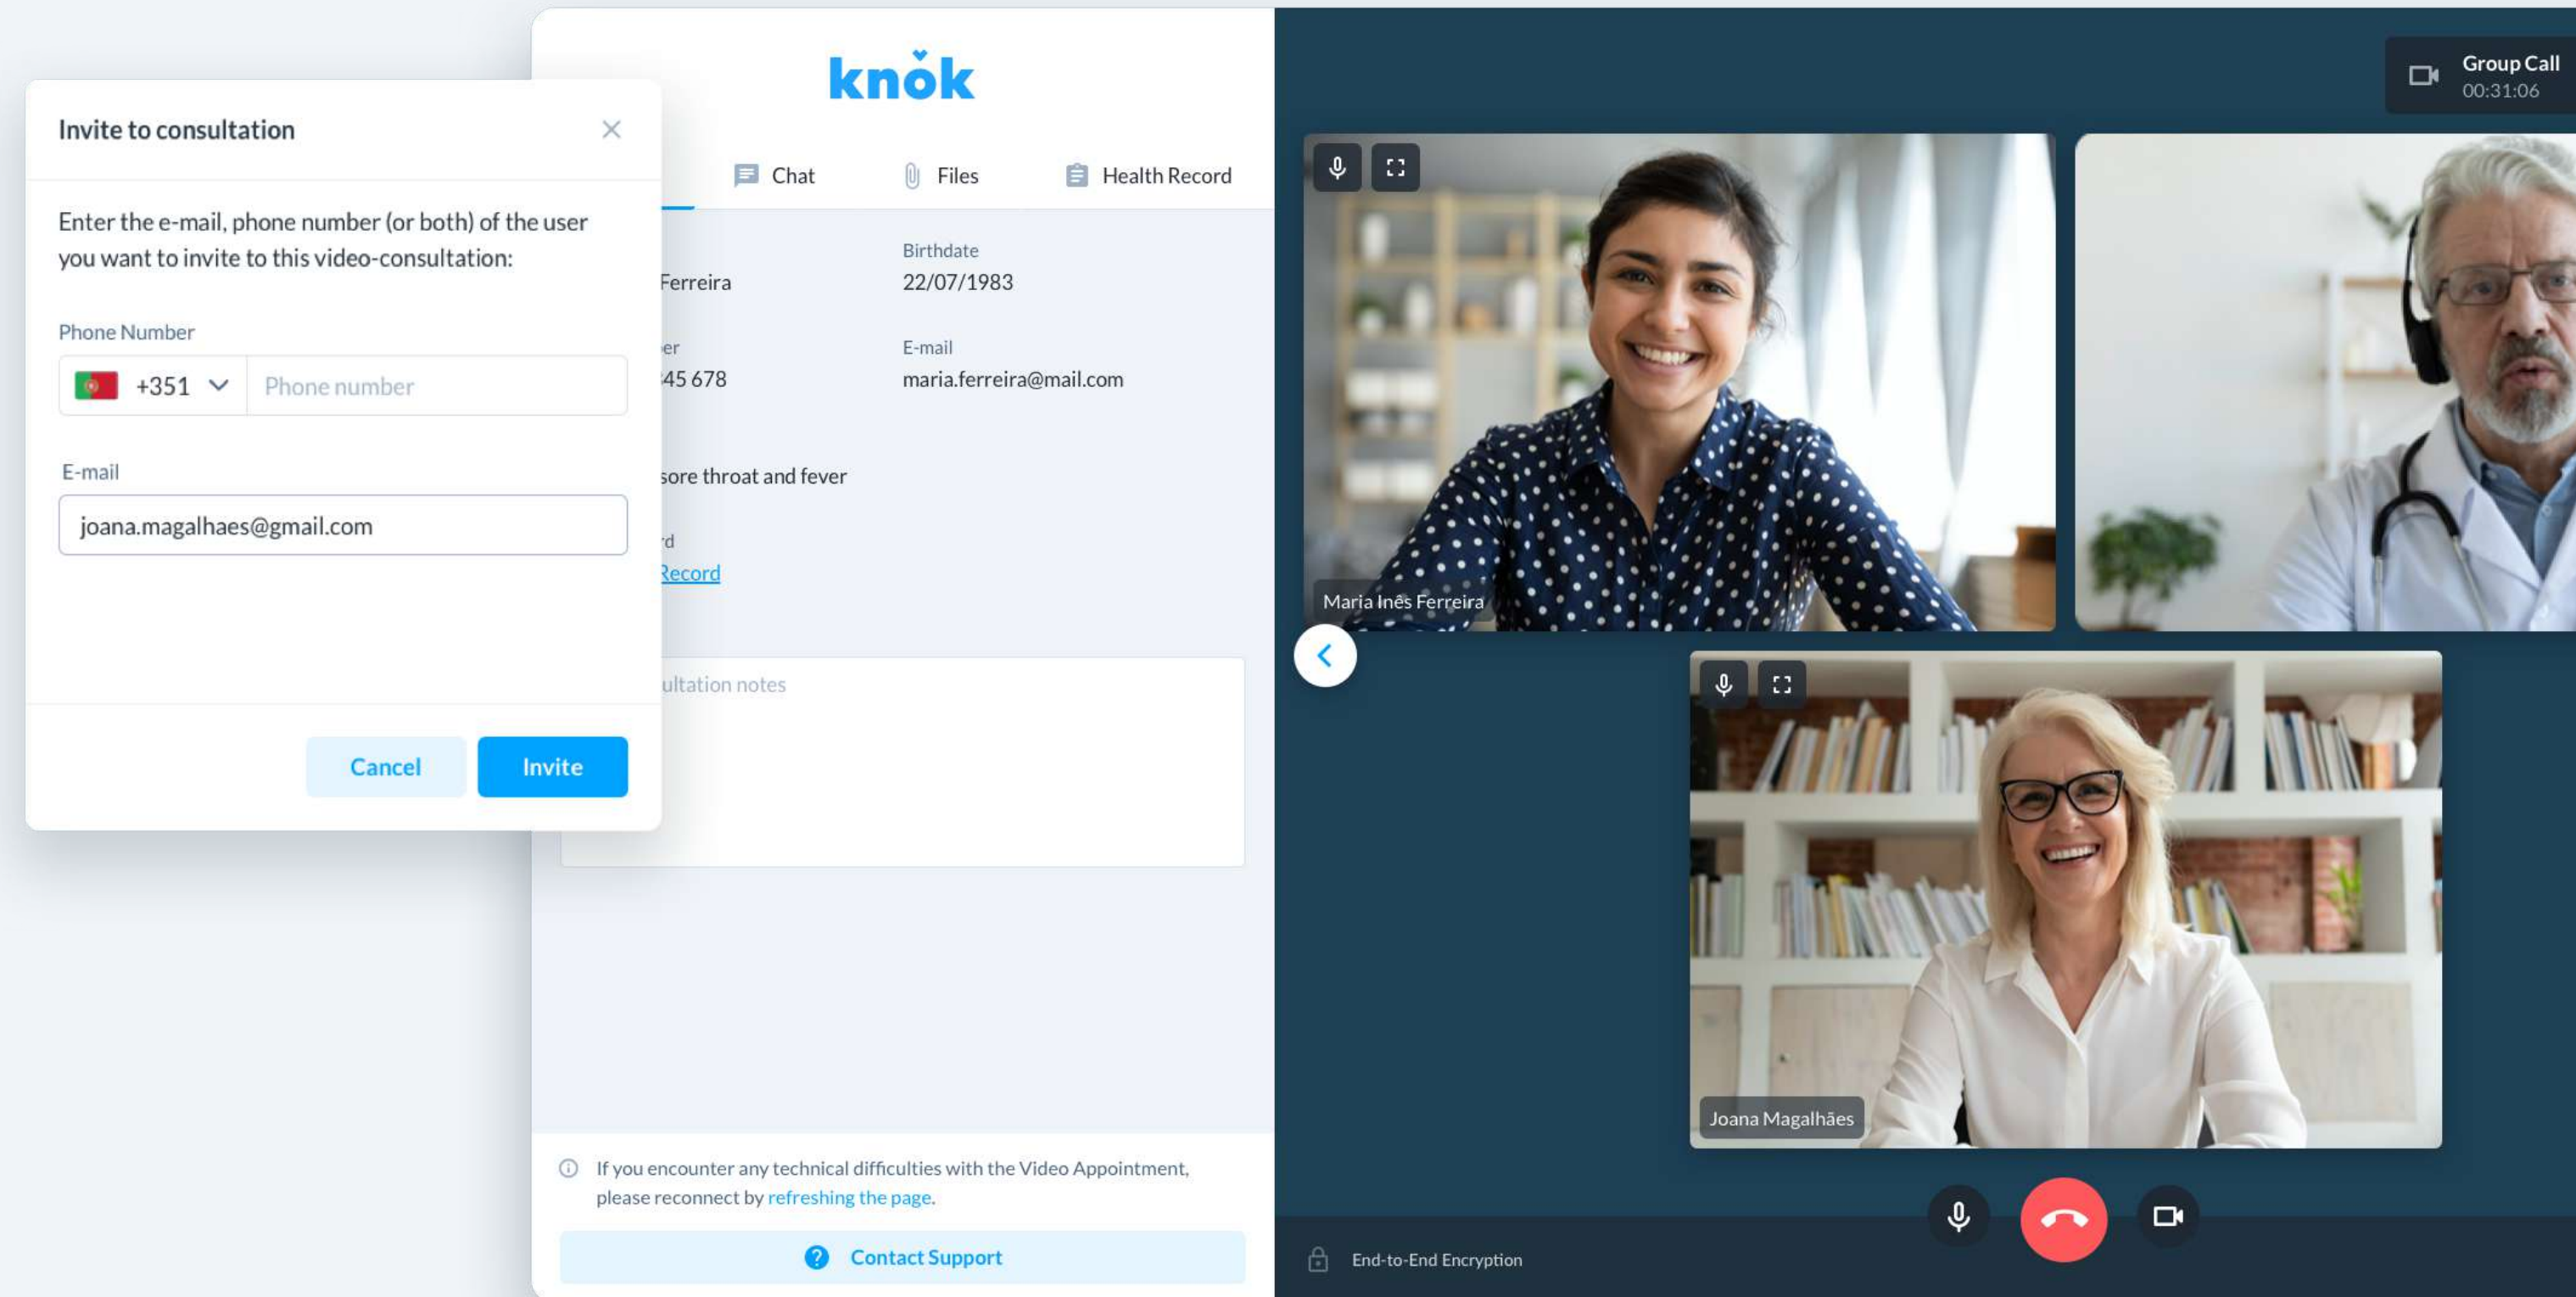 Invite to consultation
Enter the e-mail, phone number (or both) of the user
you want to invite to this video-consultation:
Phone Number
+351
Phone number
E-mail
joana.magalhaes@gmail.com
Cancel
Invite
knok
Chat
Files
Health Record
Ferreira
Birthdate
22/07/1983
45 678
E-mail
maria.ferreira@mail.com
sore throat and fever
Record
notes
If you encounter any technical difficulties with the Video Appointment,
please reconnect by refreshing the page.
Contact Support
Group Call
00:31:06
Maria Inês Ferreira
Joana Magalhães
End-to-End Encryption